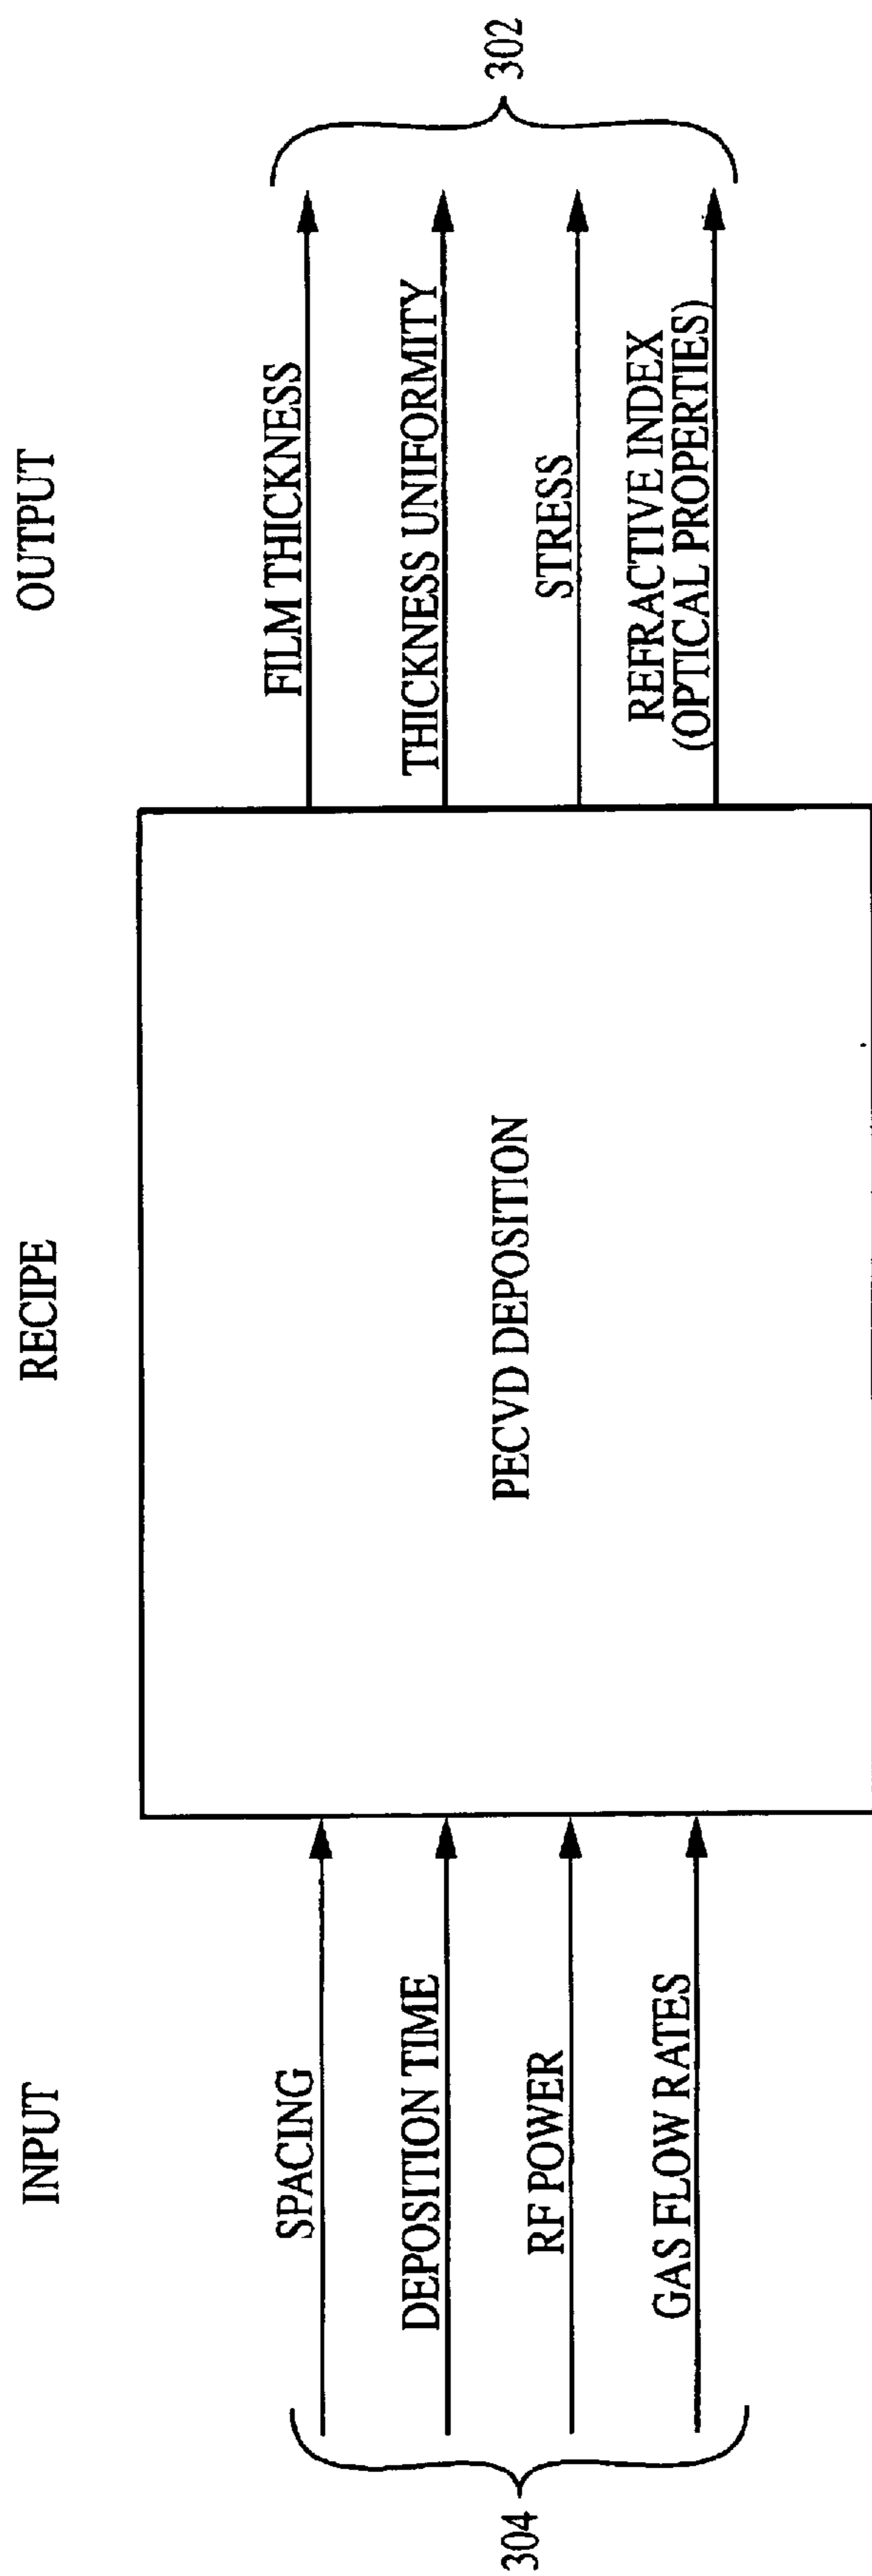 INPUT
RECIPE
OUTPUT
304
SPACING
DEPOSITION TIME
RF POWER
GAS FLOW RATES
PECVD DEPOSITION
FILM THICKNESS
THICKNESS UNIFORMITY
STRESS
REFRACTIVE INDEX
(OPTICAL PROPERTIES)
302